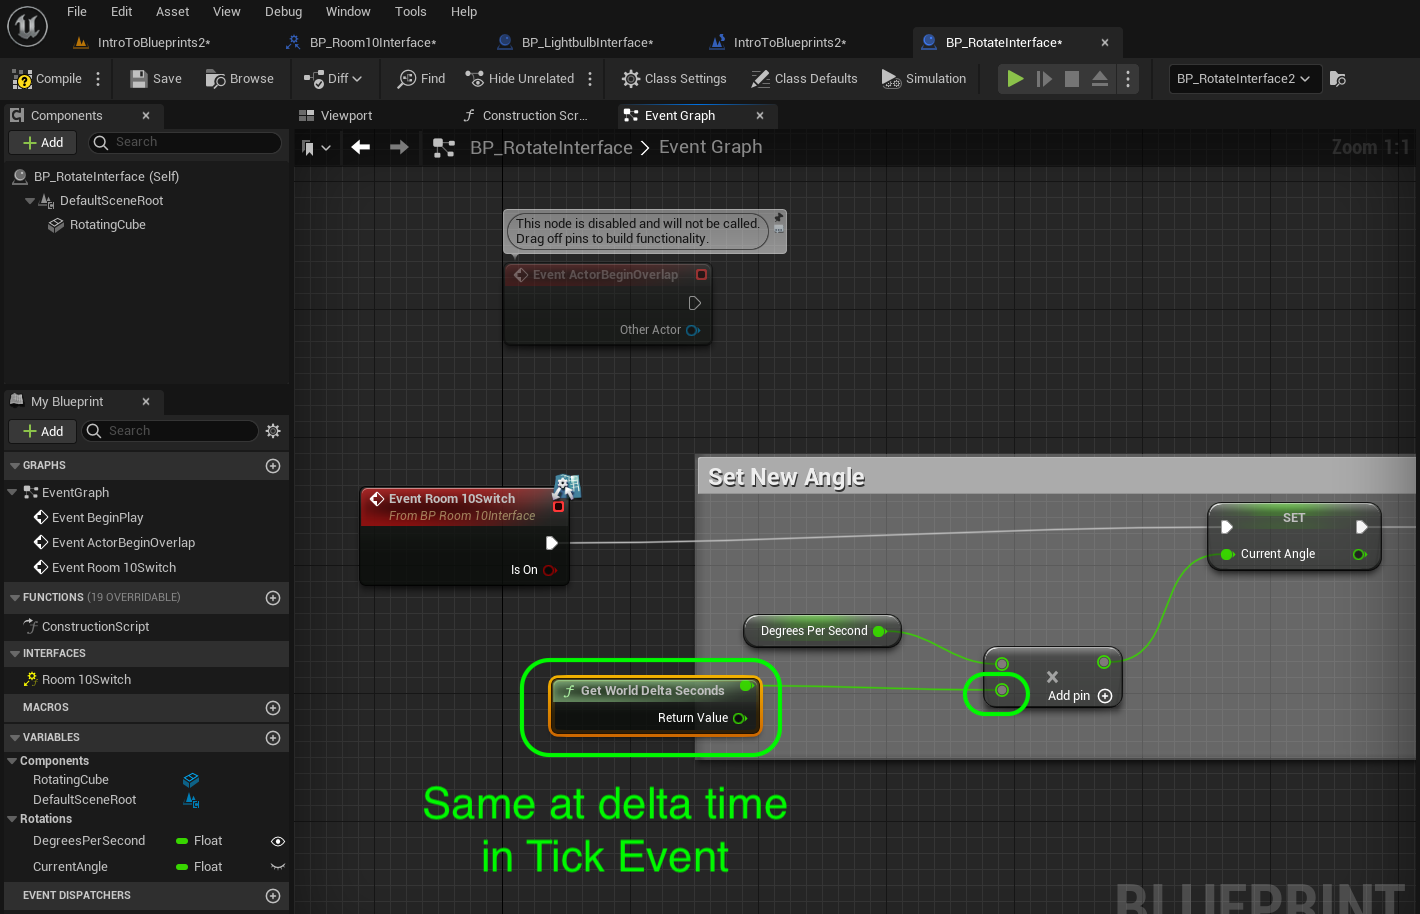 File Edit Asset View Debug Window Tools Help
IntroToBlueprints2* BP_Room10Interface* BP_LightbulbInterface* IntroToBlueprints2* BP_RotateInterface*
Compile Save Browse Diff Find Hide Unrelated Class Settings Class Defaults Simulation BP_RotateInterface2
Components
Add Search
BP_RotateInterface (Self)
DefaultSceneRoot
RotatingCube
My Blueprint
Add Search
GRAPHS
EventGraph
Event BeginPlay
Event ActorBeginOverlap
Event Room 10Switch
FUNCTIONS (19 OVERRIDABLE)
ConstructionScript
INTERFACES
Room 10Switch
MACROS
VARIABLES
Components
RotatingCube
DefaultSceneRoot
Rotations
DegreesPerSecond Float
CurrentAngle Float
EVENT DISPATCHERS
Viewport Construction Scr... Event Graph
BP_RotateInterface > Event Graph Zoom 1:1
This node is disabled and will not be called.
Drag off pins to build functionality.
Event ActorBeginOverlap
Other Actor
Set New Angle
Event Room 10Switch
From BP Room 10Interface
Is On
SET
Current Angle
Degrees Per Second
Get World Delta Seconds
Return Value
Add pin
Same at delta time
in Tick Event
BLUEPRINT